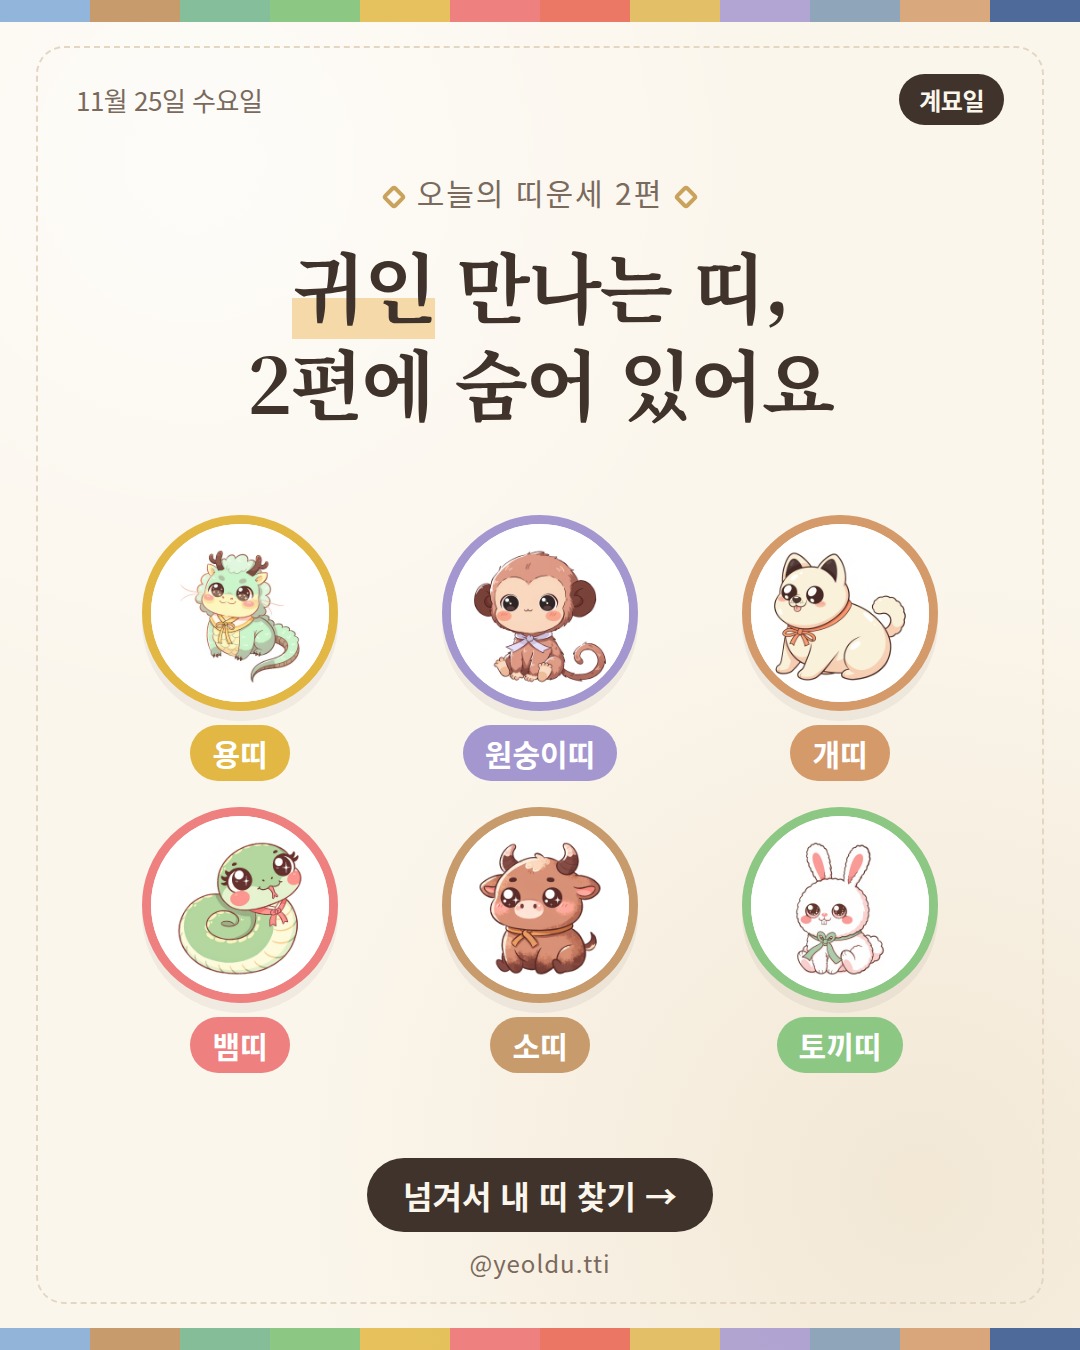 11월 25일 수요일
계묘일
오늘의 띠운세 2편
귀인 만나는 띠,
2편에 숨어 있어요
용띠
원숭이띠
개띠
뱀띠
소띠
토끼띠
넘겨서 내 띠 찾기 →
@yeoldu.tti